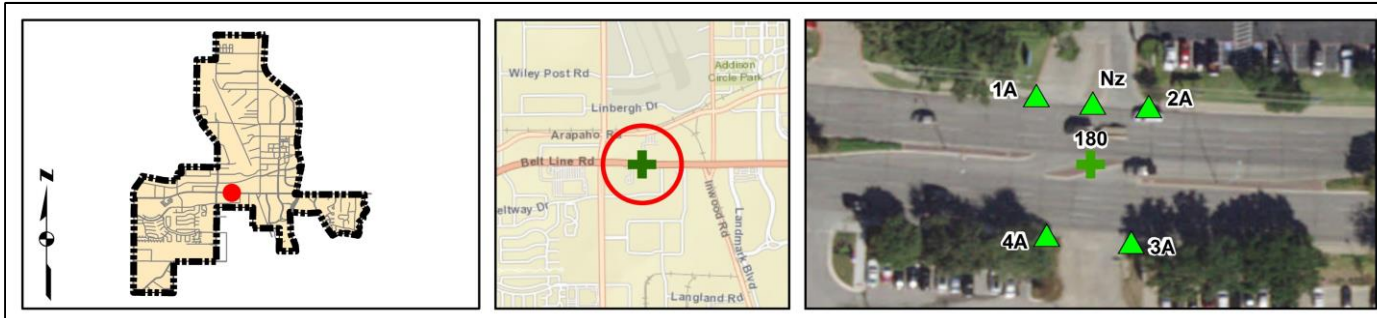 N
Wiley Post Rd
Addison
Circle Park
Linbergh Dr
Arapaho Rd
Belt Line Rd
eltway Dr
Inwood Rd
Landmark Blvd
Langland Rd
1A
Nz
2A
180
4A
3A